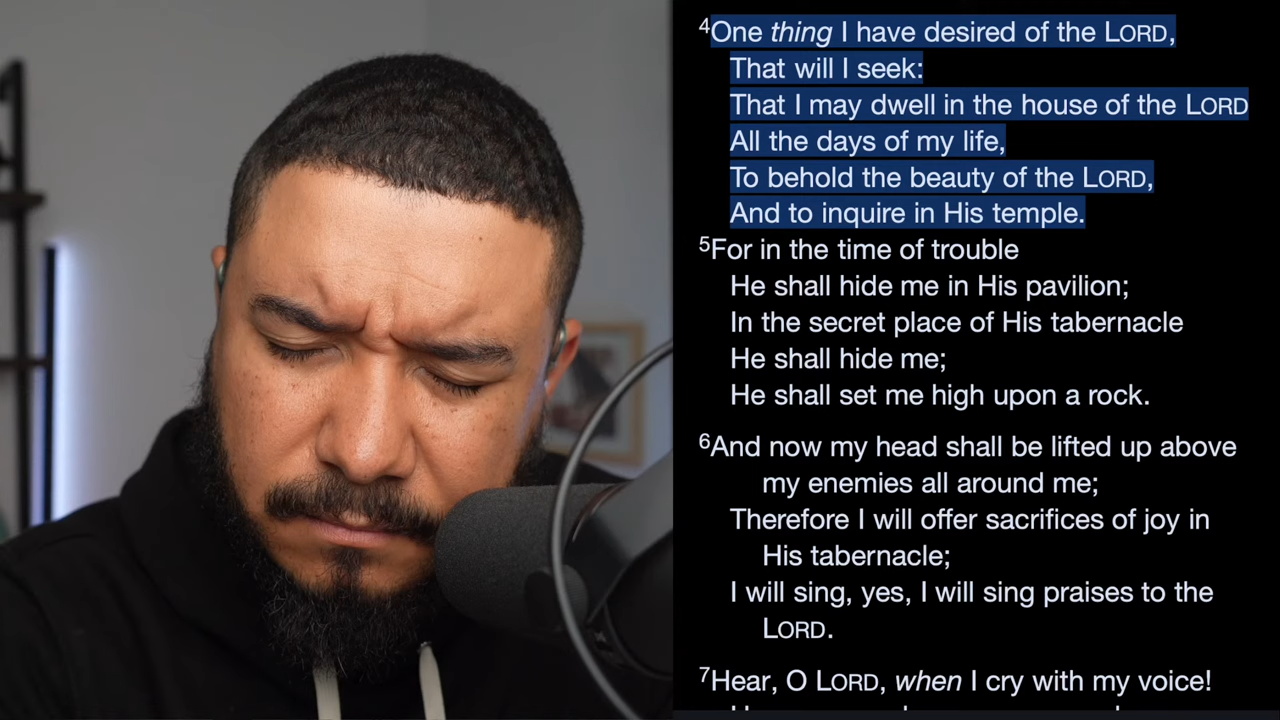 4One thing I have desired of the LORD,
That will I seek:
That I may dwell in the house of the LORD
All the days of my life,
To behold the beauty of the LORD,
And to inquire in His temple.
5For in the time of trouble
He shall hide me in His pavilion;
In the secret place of His tabernacle
He shall hide me;
He shall set me high upon a rock.
6And now my head shall be lifted up above
my enemies all around me;
Therefore I will offer sacrifices of joy in
His tabernacle;
I will sing, yes, I will sing praises to the
LORD.
7Hear, O LORD, when I cry with my voice!